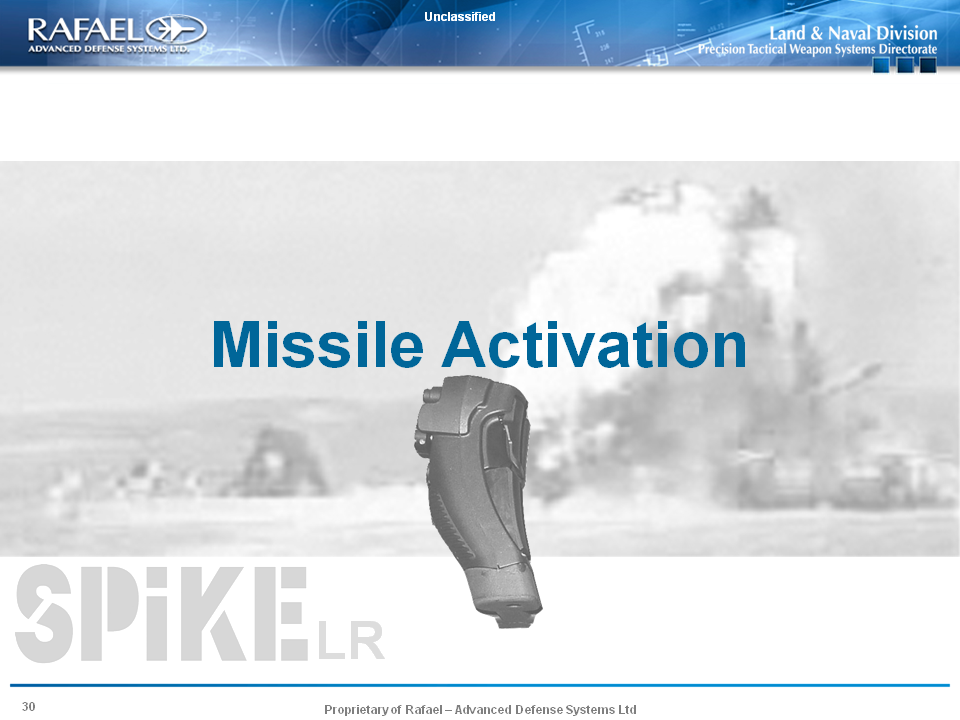 Unclassified
RAFAEL
ADVANCED DEFENSE SYSTEMS LTD.
Land & Naval Division
Precision Tactical Weapon Systems Directorate
Missile Activation
SPiKE LR
30
Proprietary of Rafael – Advanced Defense Systems Ltd